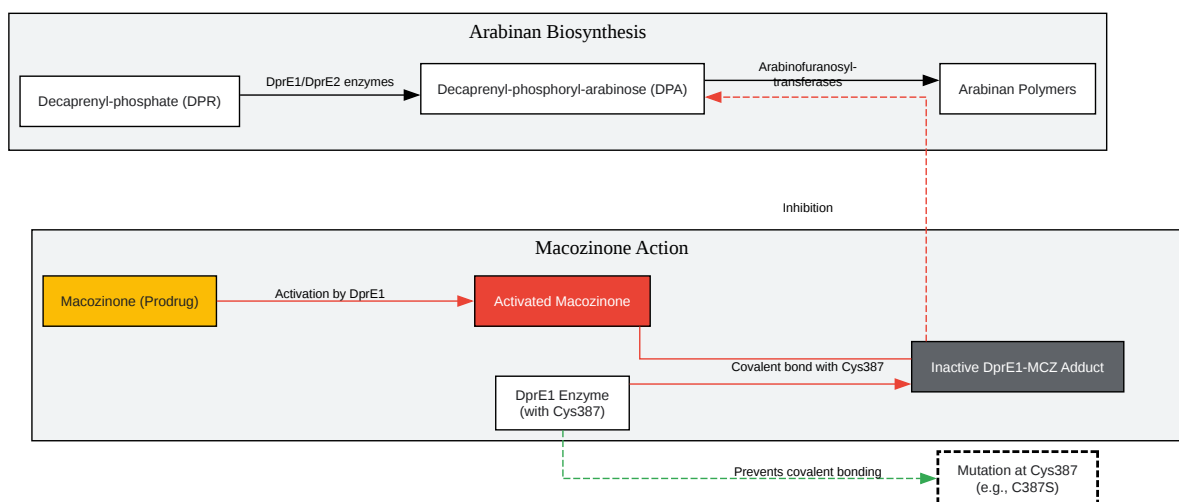 Arabinan Biosynthesis
Decaprenyl-phosphate (DPR)
DprE1/DprE2 enzymes
Decaprenyl-phosphoryl-arabinose (DPA)
Arabinofuranosyl-
transferases
Arabinan Polymers
Inhibition
Macozinone Action
Macozinone (Prodrug)
Activation by DprE1
Activated Macozinone
Covalent bond with Cys387
Inactive DprE1-MCZ Adduct
DprE1 Enzyme
(with Cys387)
Prevents covalent bonding
Mutation at Cys387
(e.g., C387S)